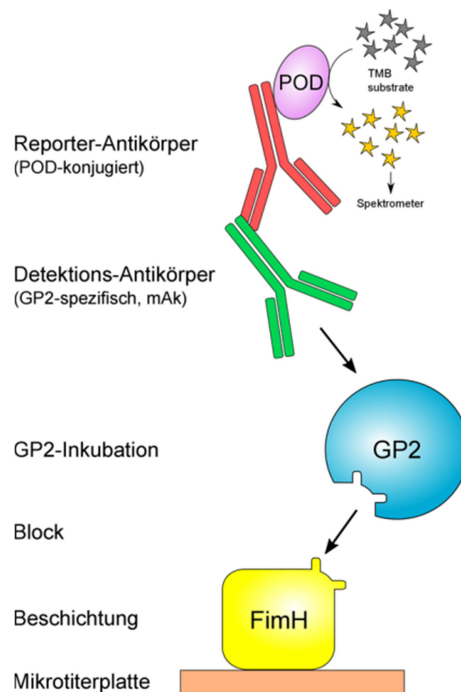 POD
TMB
substrate
Reporter-Antikörper
(POD-konjugiert)
Spektrometer
Detektions-Antikörper
(GP2-spezifisch, mAk)
GP2-Inkubation
GP2
Block
Beschichtung
FimH
Mikrotiterplatte